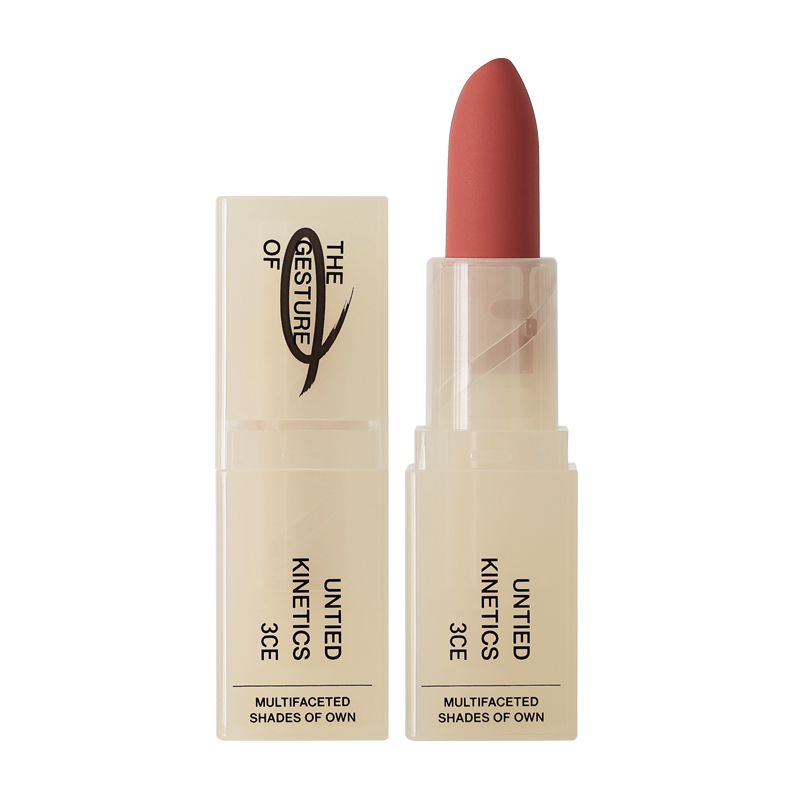 THE
GESTURE
OF
UNTIED
KINETICS
3CE
MULTIFACETED
SHADES OF OWN
UNTIED
KINETICS
3CE
MULTIFACETED
SHADES OF OWN